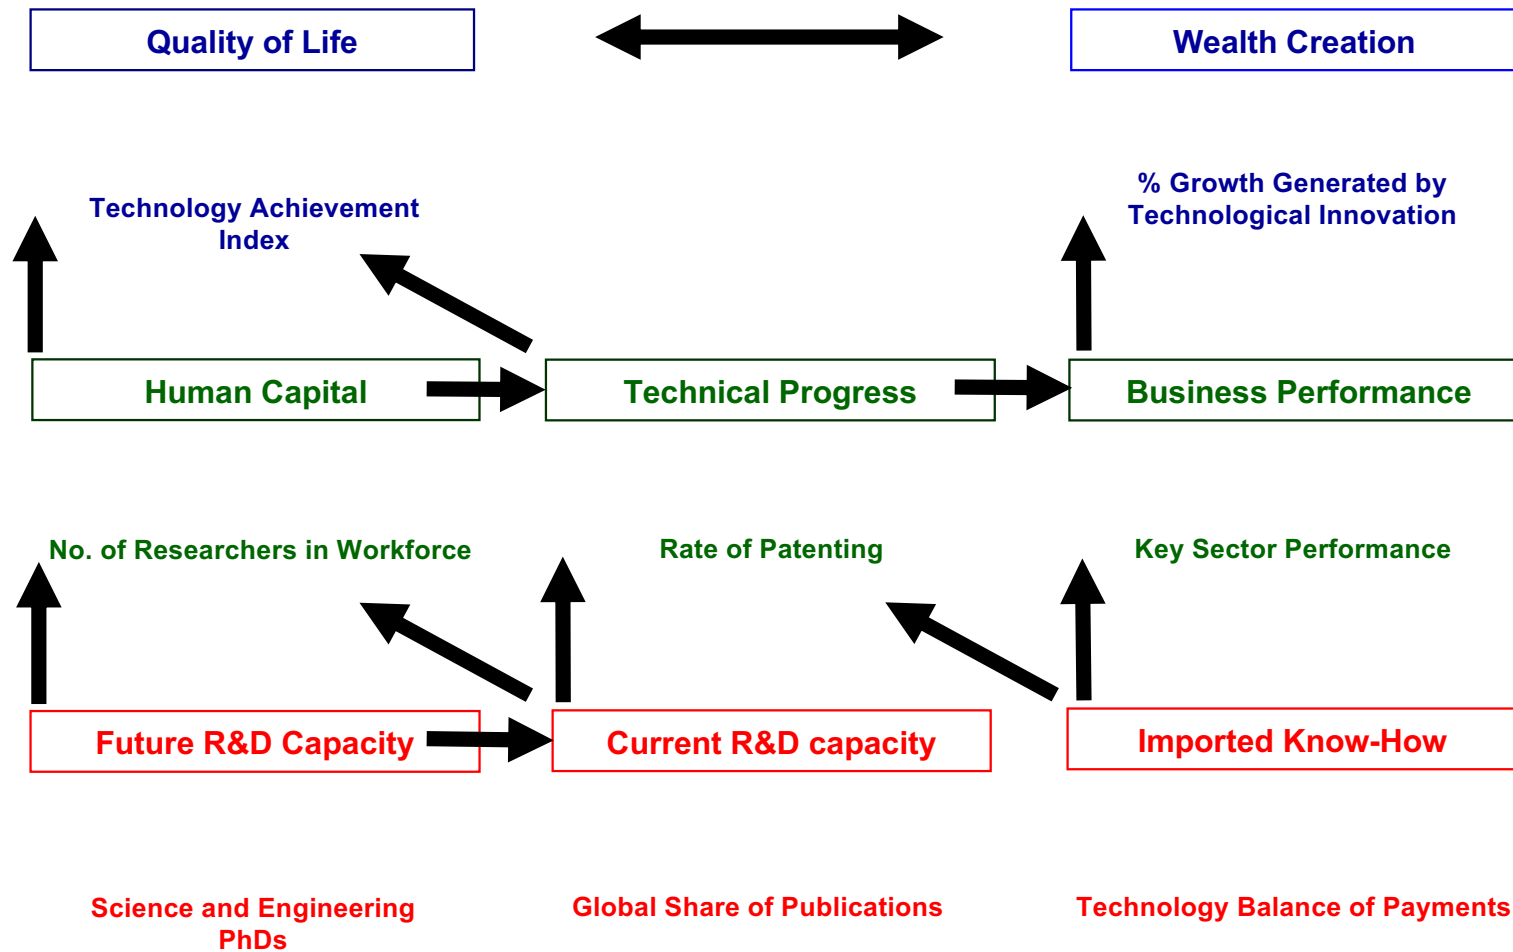 Quality of Life
Wealth Creation
Technology Achievement
Index
% Growth Generated by
Technological Innovation
Human Capital
Technical Progress
Business Performance
No. of Researchers in Workforce
Rate of Patenting
Key Sector Performance
Future R&D Capacity
Current R&D capacity
Imported Know-How
Science and Engineering
PhDs
Global Share of Publications
Technology Balance of Payments